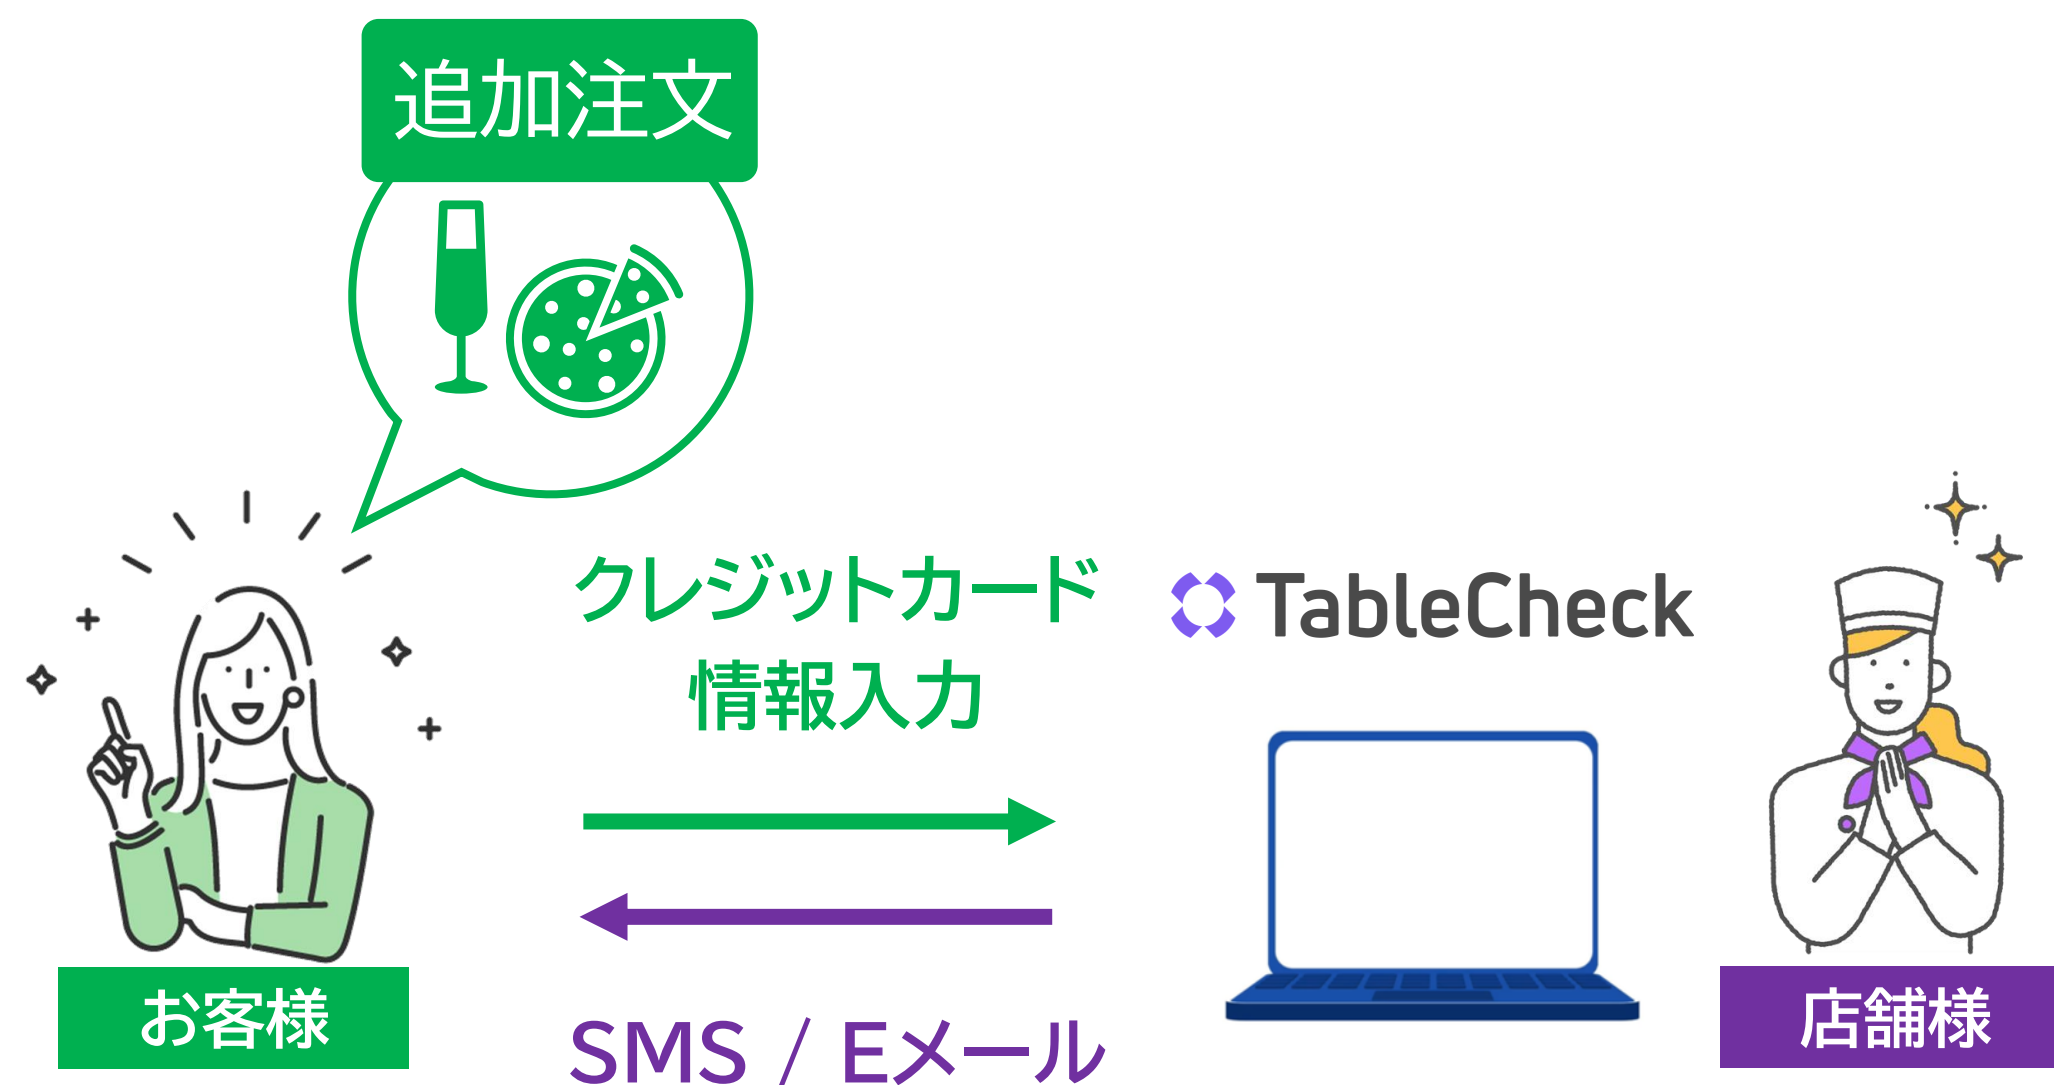 追加注文
クレジットカード
情報入力
TableCheck
お客様
SMS / Eメール
店舗様